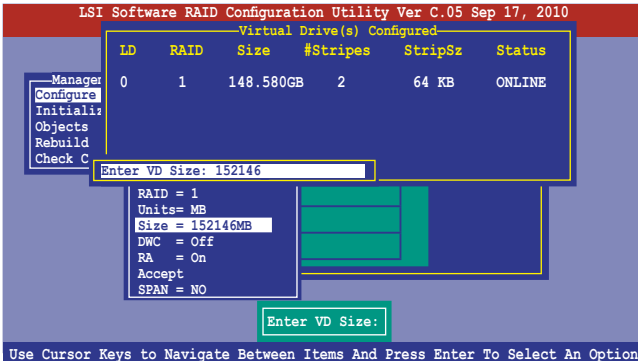 LSI Software RAID Configuration Utility Ver C.05 Sep 17, 2010
Virtual Drive(s) Configured
LD RAID Size #Stripes StripSz Status
0 1 148.580GB 2 64 KB ONLINE
Manager
Configure
Initializ
Objects
Rebuild
Check C
Enter VD Size: 152146
RAID = 1
Units= MB
Size = 152146MB
DWC = Off
RA = On
Accept
SPAN = NO
Enter VD Size:
Use Cursor Keys to Navigate Between Items And Press Enter To Select An Option